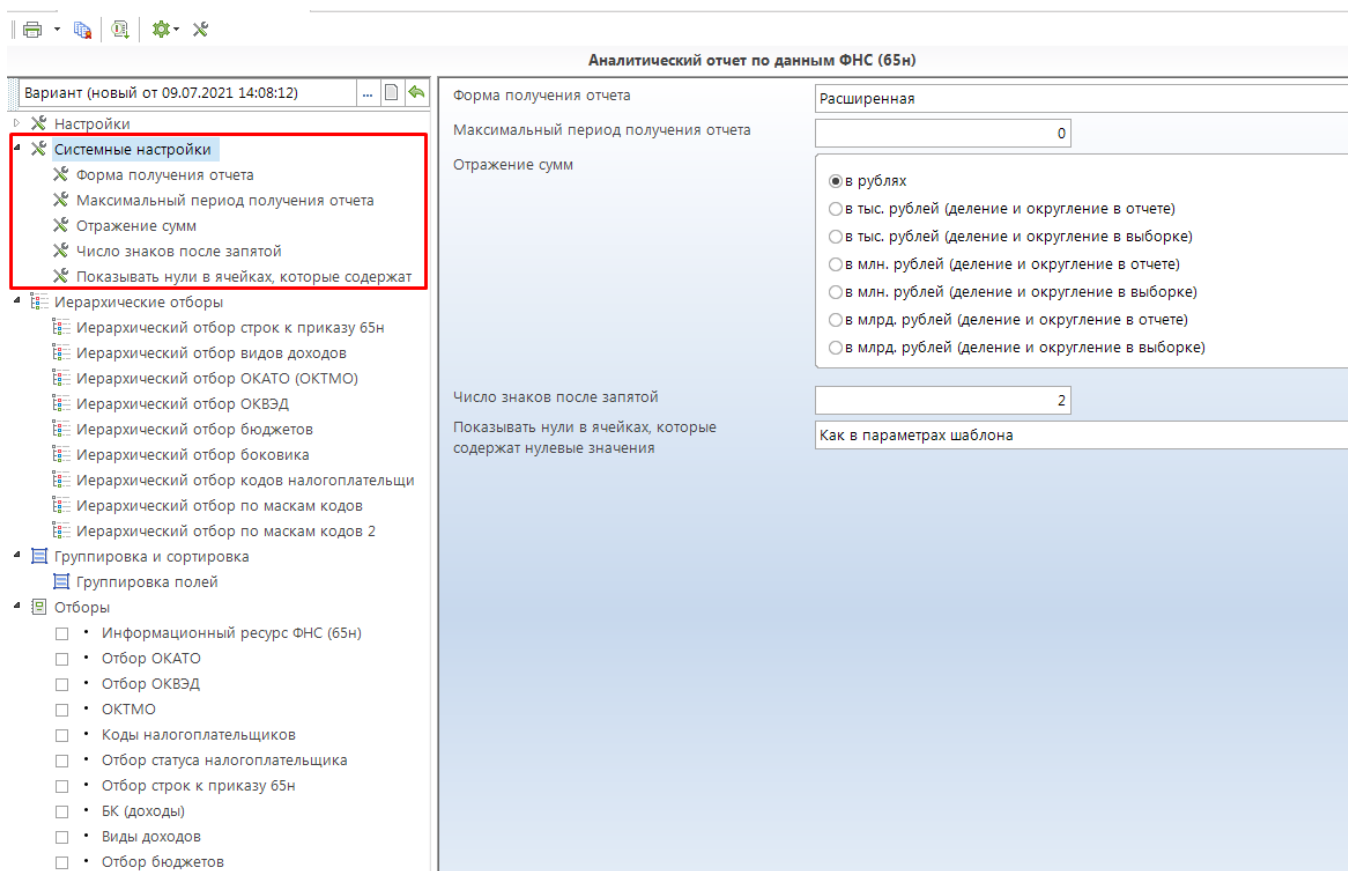 Аналитический отчет по данным ФНС (65н)
Вариант (новый от 09.07.2021 14:08:12)
...
Настройки
Системные настройки
Форма получения отчета
Максимальный период получения отчета
Отражение сумм
Число знаков после запятой
Показывать нули в ячейках, которые содержат
Иерархические отборы
Иерархический отбор строк к приказу 65н
Иерархический отбор видов доходов
Иерархический отбор ОКАТО (ОКТМО)
Иерархический отбор ОКВЭД
Иерархический отбор бюджетов
Иерархический отбор боковика
Иерархический отбор кодов налогоплательщи
Иерархический отбор по маскам кодов
Иерархический отбор по маскам кодов 2
Группировка и сортировка
Группировка полей
Отборы
Информационный ресурс ФНС (65н)
Отбор ОКАТО
Отбор ОКВЭД
ОКТМО
Коды налогоплательщиков
Отбор статуса налогоплательщика
Отбор строк к приказу 65н
БК (доходы)
Виды доходов
Отбор бюджетов
Форма получения отчета
Расширенная
Максимальный период получения отчета
0
Отражение сумм
в рублях
в тыс. рублей (деление и округление в отчете)
в тыс. рублей (деление и округление в выборке)
в млн. рублей (деление и округление в отчете)
в млн. рублей (деление и округление в выборке)
в млрд. рублей (деление и округление в отчете)
в млрд. рублей (деление и округление в выборке)
Число знаков после запятой
2
Показывать нули в ячейках, которые
содержат нулевые значения
Как в параметрах шаблона